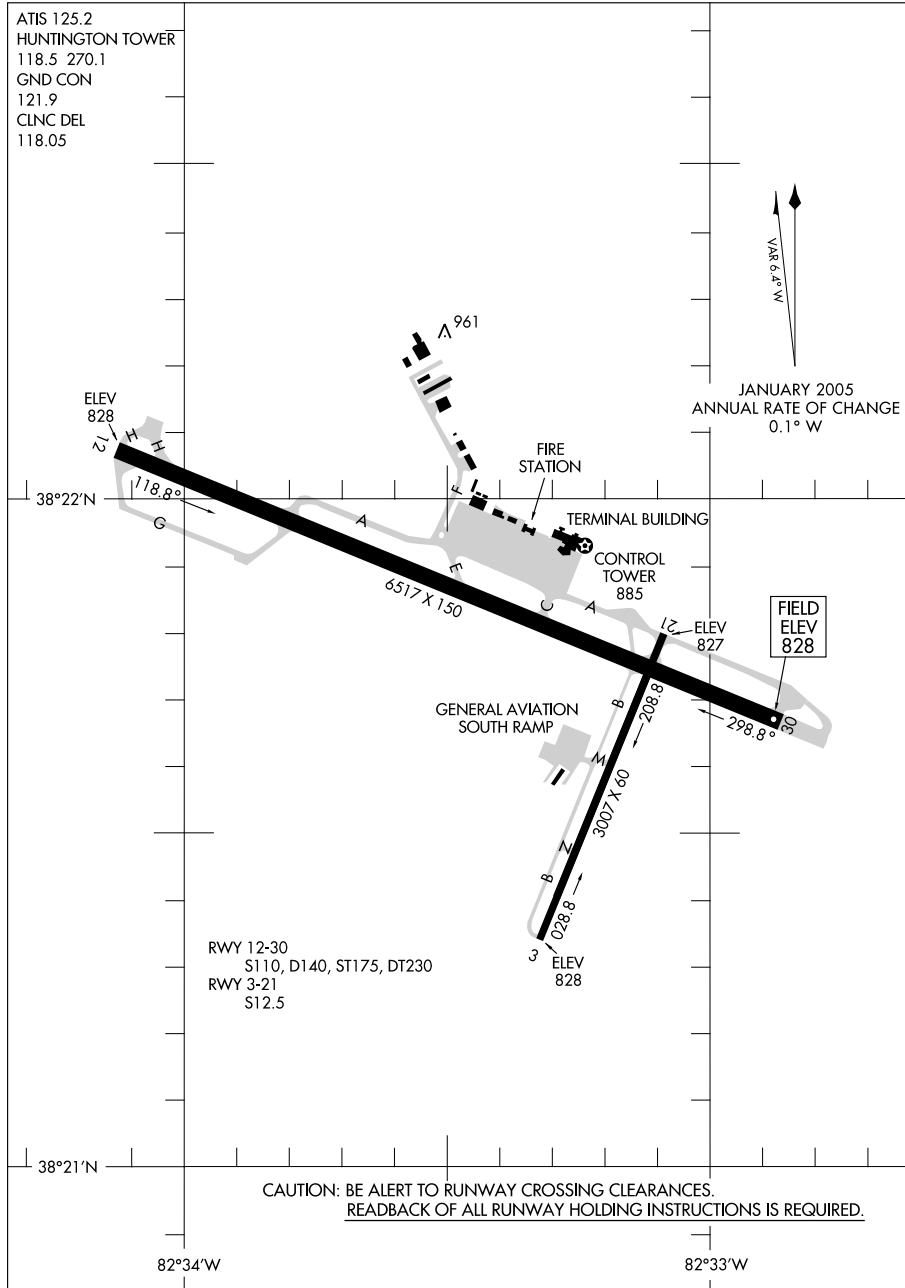 ATIS 125.2
HUNTINGTON TOWER
118.5 270.1
GND CON
121.9
CLNC DEL
118.05
VAR 6.4° W
JANUARY 2005
ANNUAL RATE OF CHANGE
0.1° W
961
ELEV
828
12
H
H
FIRE
STATION
38°22'N
118.8°
F
G
A
TERMINAL BUILDING
CONTROL
TOWER
885
E
6517 X 150
C
A
21
ELEV
827
FIELD
ELEV
828
GENERAL AVIATION
SOUTH RAMP
B
208.8
298.8°
30
M
3007 X 60
N
B
028.8
3
ELEV
828
RWY 12-30
S110, D140, ST175, DT230
RWY 3-21
S12.5
38°21'N
CAUTION: BE ALERT TO RUNWAY CROSSING CLEARANCES.
READBACK OF ALL RUNWAY HOLDING INSTRUCTIONS IS REQUIRED.
82°34'W
82°33'W